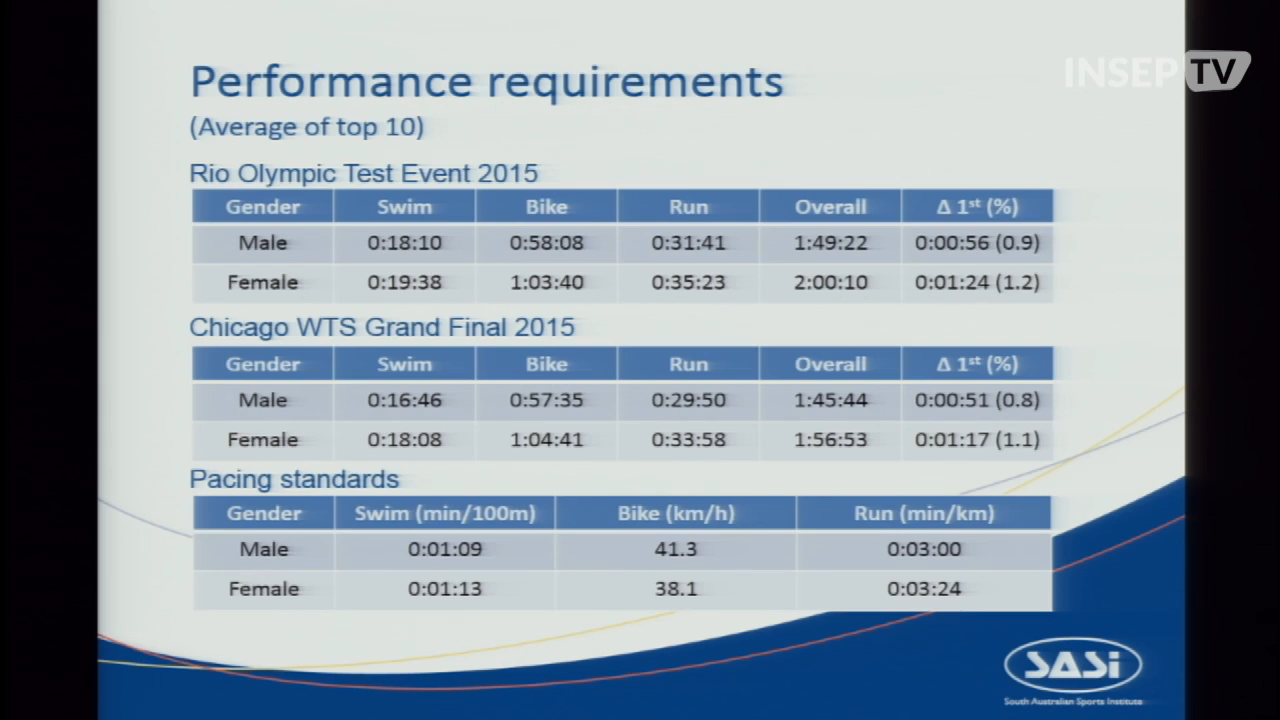 INSEP TV
Performance requirements
(Average of top 10)
Rio Olympic Test Event 2015
Gender Swim Bike Run Overall Δ 1st (%)
Male 0:18:10 0:58:08 0:31:41 1:49:22 0:00:56 (0.9)
Female 0:19:38 1:03:40 0:35:23 2:00:10 0:01:24 (1.2)
Chicago WTS Grand Final 2015
Gender Swim Bike Run Overall Δ 1st (%)
Male 0:16:46 0:57:35 0:29:50 1:45:44 0:00:51 (0.8)
Female 0:18:08 1:04:41 0:33:58 1:56:53 0:01:17 (1.1)
Pacing standards
Gender Swim (min/100m) Bike (km/h) Run (min/km)
Male 0:01:09 41.3 0:03:00
Female 0:01:13 38.1 0:03:24
SASi
South Australian Sports Institute